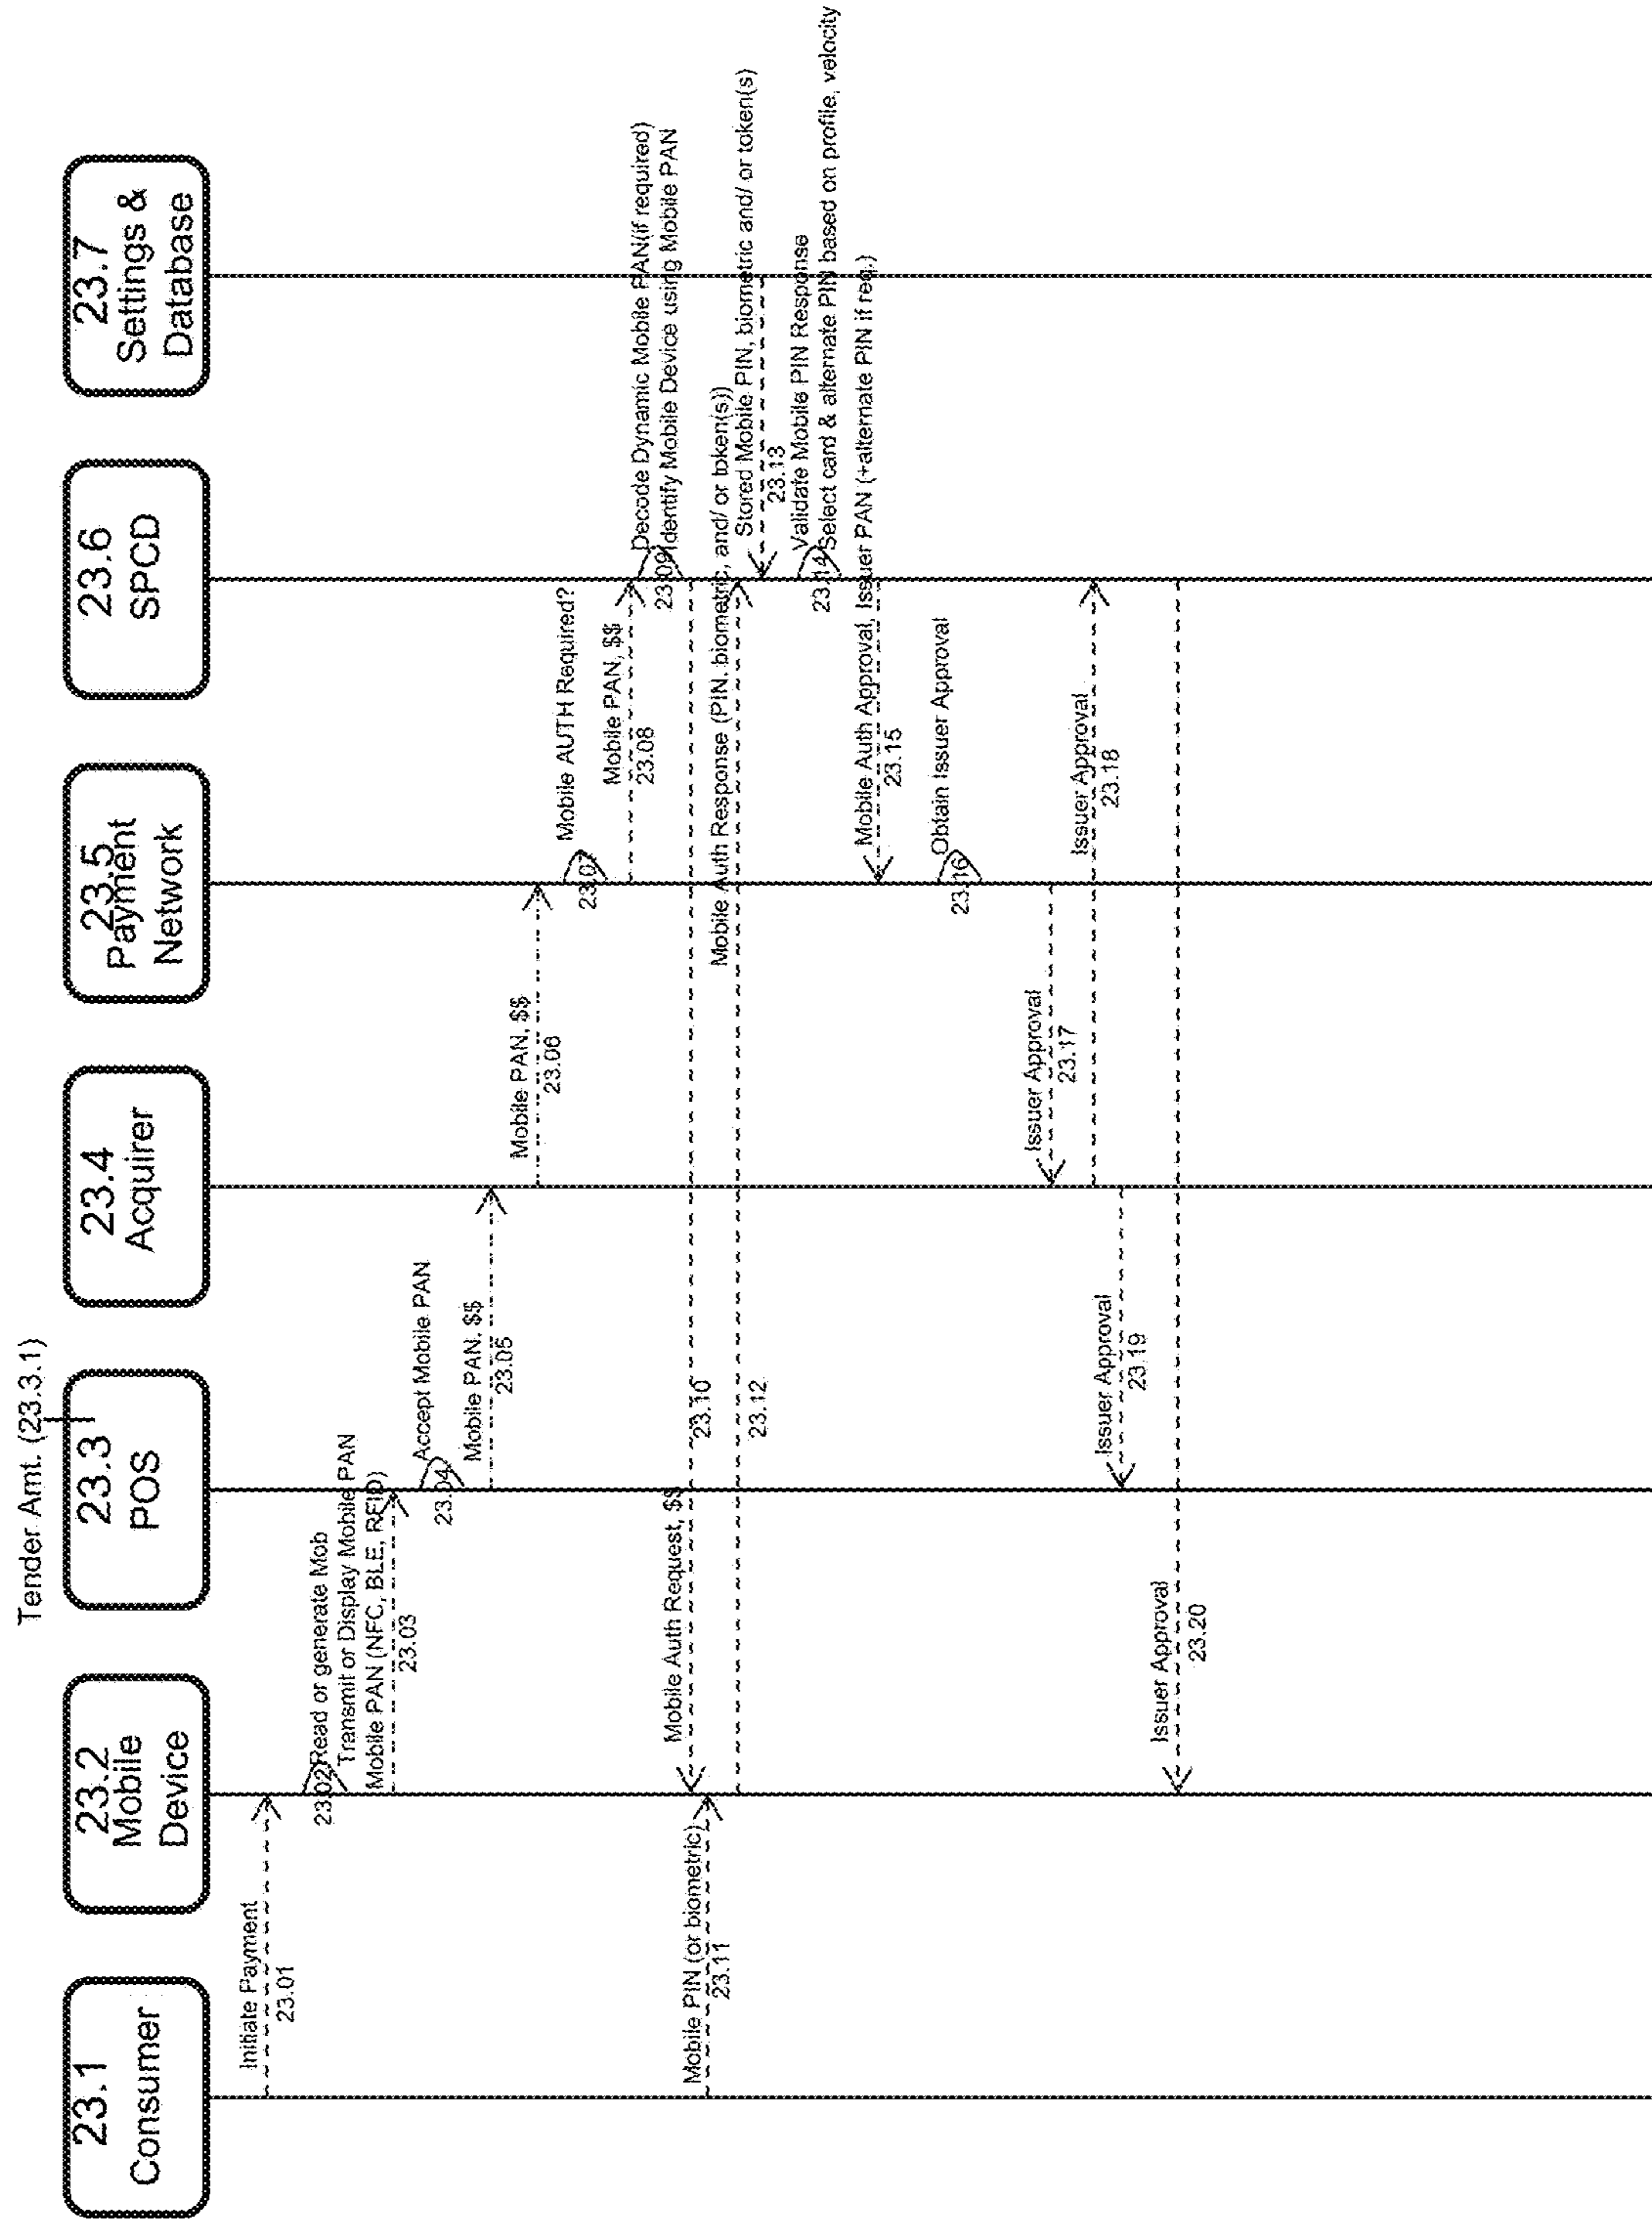 Tender Amt. (23.3.1)
23.1
Consumer
23.2
Mobile
Device
23.3
POS
23.4
Acquirer
23.5
Payment
Network
23.6
SPCD
23.7
Settings &
Database
Initiate Payment
23.01
23.02 Read or generate Mob
Transmit or Display Mobile PAN
Mobile PAN (NFC, BLE, RFID)
23.03
Accept Mobile PAN
23.04
Mobile PAN, $$
23.05
Mobile PAN, $$
23.06
Mobile AUTH Required?
23.07
Mobile PAN, $$
23.08
Decode Dynamic Mobile PAN(if required)
23.09 Identify Mobile Device using Mobile PAN
Mobile Auth Request, $$
23.10
Mobile PIN (or biometric)
23.11
Mobile Auth Response (PIN, biometric, and/ or token(s))
23.12
Stored Mobile PIN, biometric and/ or token(s)
23.13
Validate Mobile PIN Response
23.14 Select card & alternate PIN based on profile, velocity
Mobile Auth Approval, Issuer PAN (+alternate PIN if req.)
23.15
Obtain Issuer Approval
23.16
Issuer Approval
23.17
Issuer Approval
23.18
Issuer Approval
23.19
Issuer Approval
23.20